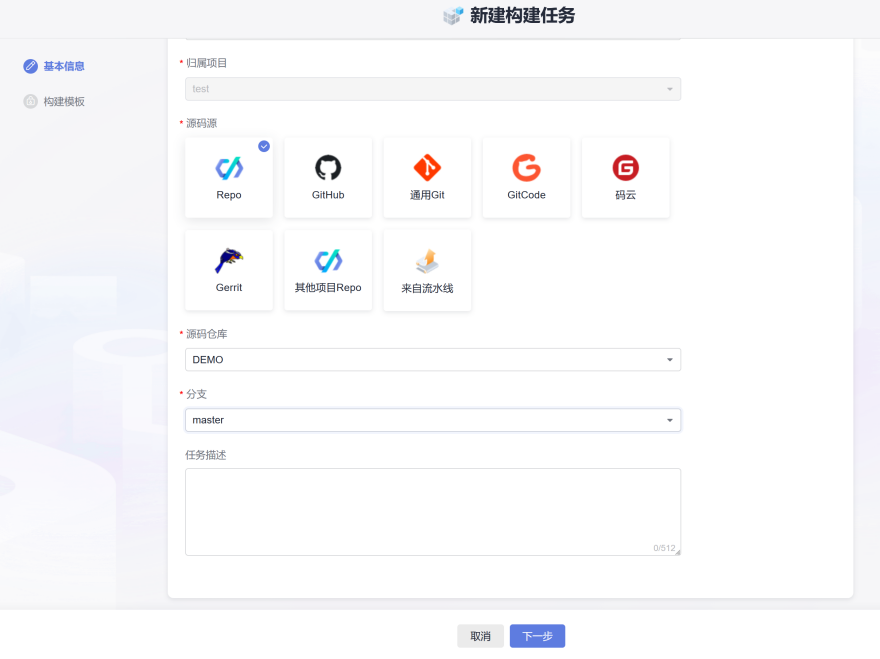 新建构建任务
基本信息
构建模板
* 归属项目
test
* 源码源
Repo
GitHub
通用Git
GitCode
码云
Gerrit
其他项目Repo
来自流水线
* 源码仓库
DEMO
* 分支
master
任务描述
0/512
取消
下一步